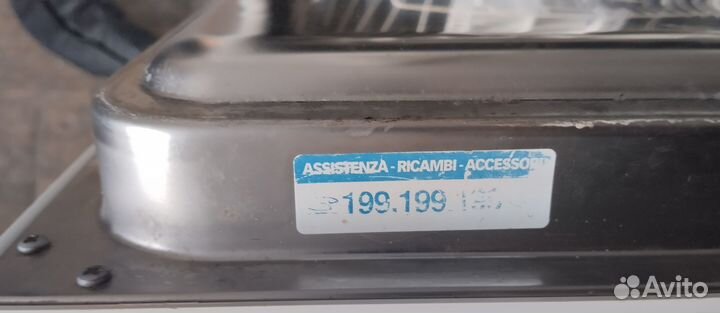 ASSISTENZA - RICAMBI - ACCESSORI
199.199
Avito